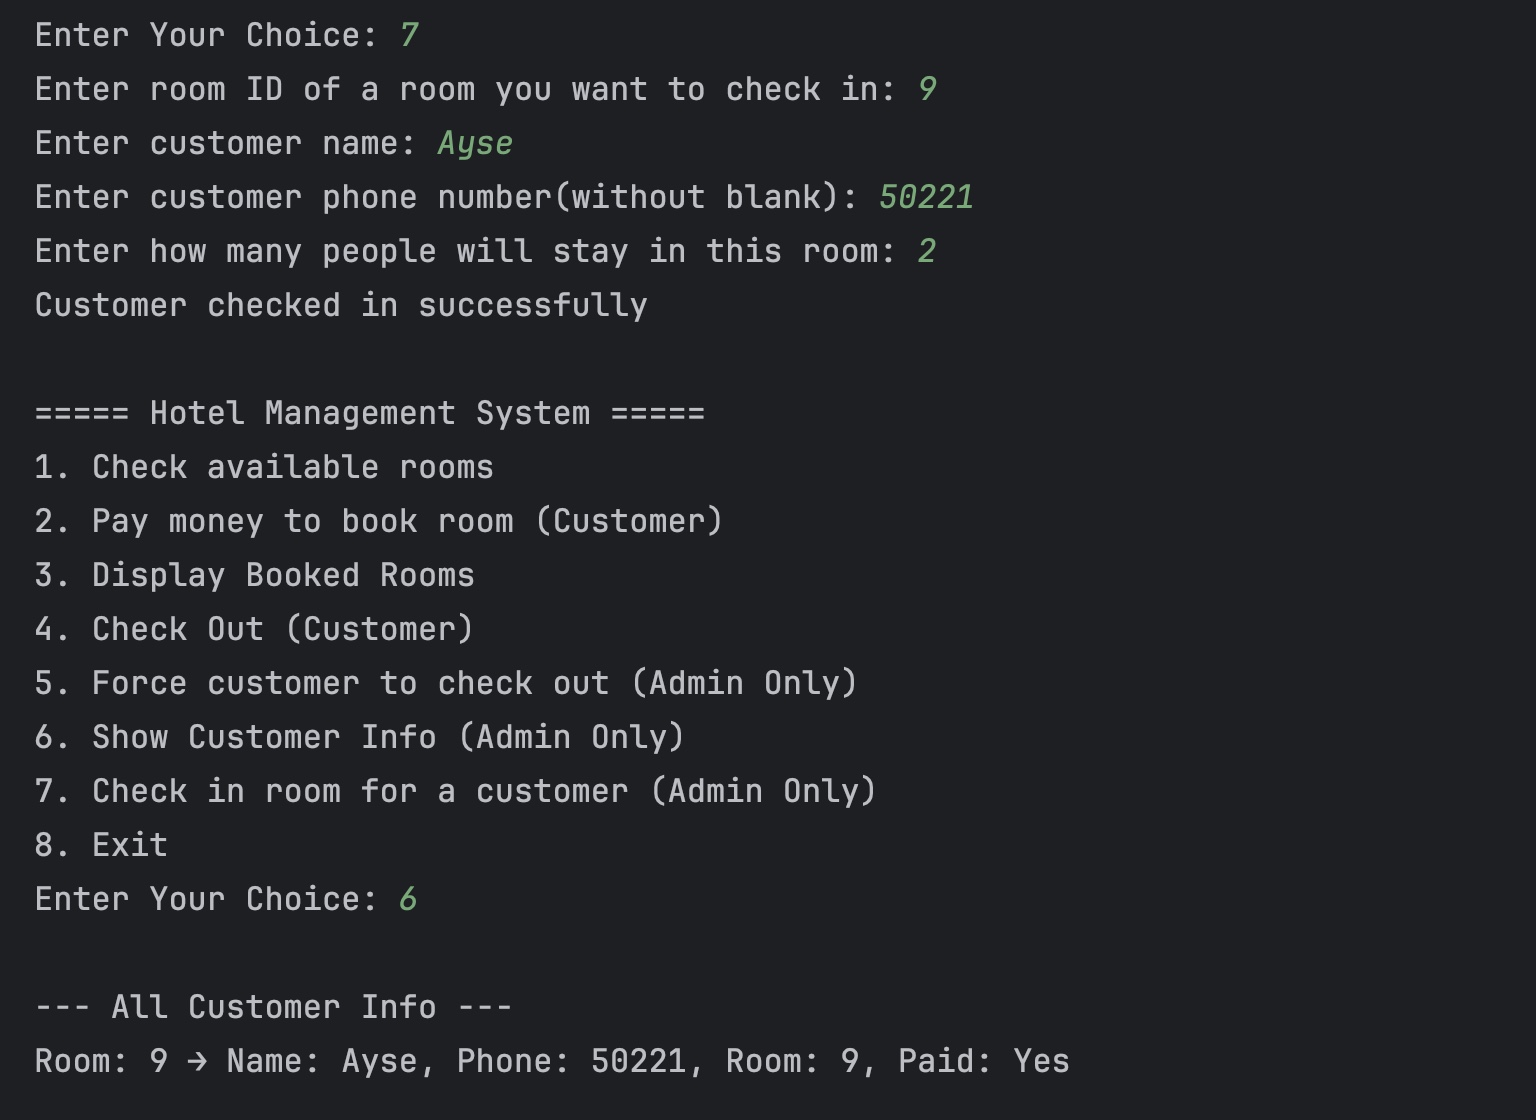 Enter Your Choice: 7
Enter room ID of a room you want to check in: 9
Enter customer name: Ayse
Enter customer phone number(without blank): 50221
Enter how many people will stay in this room: 2
Customer checked in successfully

===== Hotel Management System =====
1. Check available rooms
2. Pay money to book room (Customer)
3. Display Booked Rooms
4. Check Out (Customer)
5. Force customer to check out (Admin Only)
6. Show Customer Info (Admin Only)
7. Check in room for a customer (Admin Only)
8. Exit
Enter Your Choice: 6

--- All Customer Info ---
Room: 9 → Name: Ayse, Phone: 50221, Room: 9, Paid: Yes